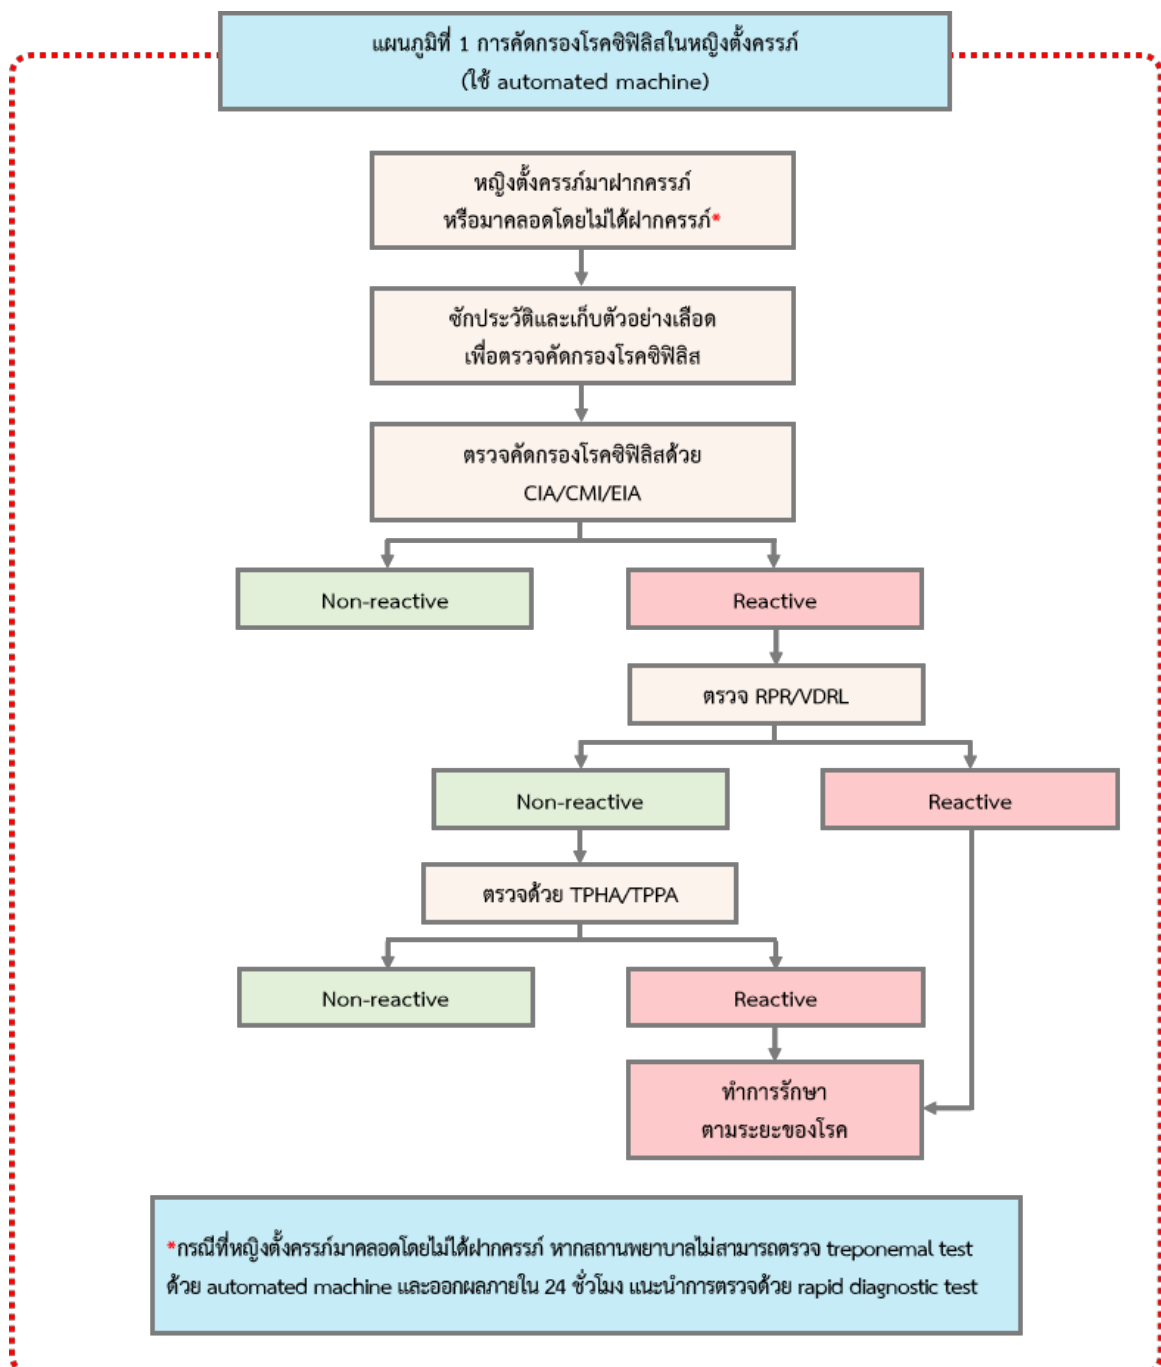 แผนภูมิที่ 1 การคัดกรองโรคซิฟิลิสในหญิงตั้งครรภ์
(ใช้ automated machine)
หญิงตั้งครรภ์มาฝากครรภ์
หรือมาคลอดโดยไม่ได้ฝากครรภ์*
ซักประวัติและเก็บตัวอย่างเลือด
เพื่อตรวจคัดกรองโรคซิฟิลิส
ตรวจคัดกรองโรคซิฟิลิสด้วย
CIA/CMI/EIA
Non-reactive
Reactive
ตรวจ RPR/VDRL
Non-reactive
Reactive
ตรวจด้วย TPHA/TPPA
Non-reactive
Reactive
ทำการรักษา
ตามระยะของโรค
*กรณีที่หญิงตั้งครรภ์มาคลอดโดยไม่ได้ฝากครรภ์ หากสถานพยาบาลไม่สามารถตรวจ treponemal test
ด้วย automated machine และออกผลภายใน 24 ชั่วโมง แนะนำการตรวจด้วย rapid diagnostic test